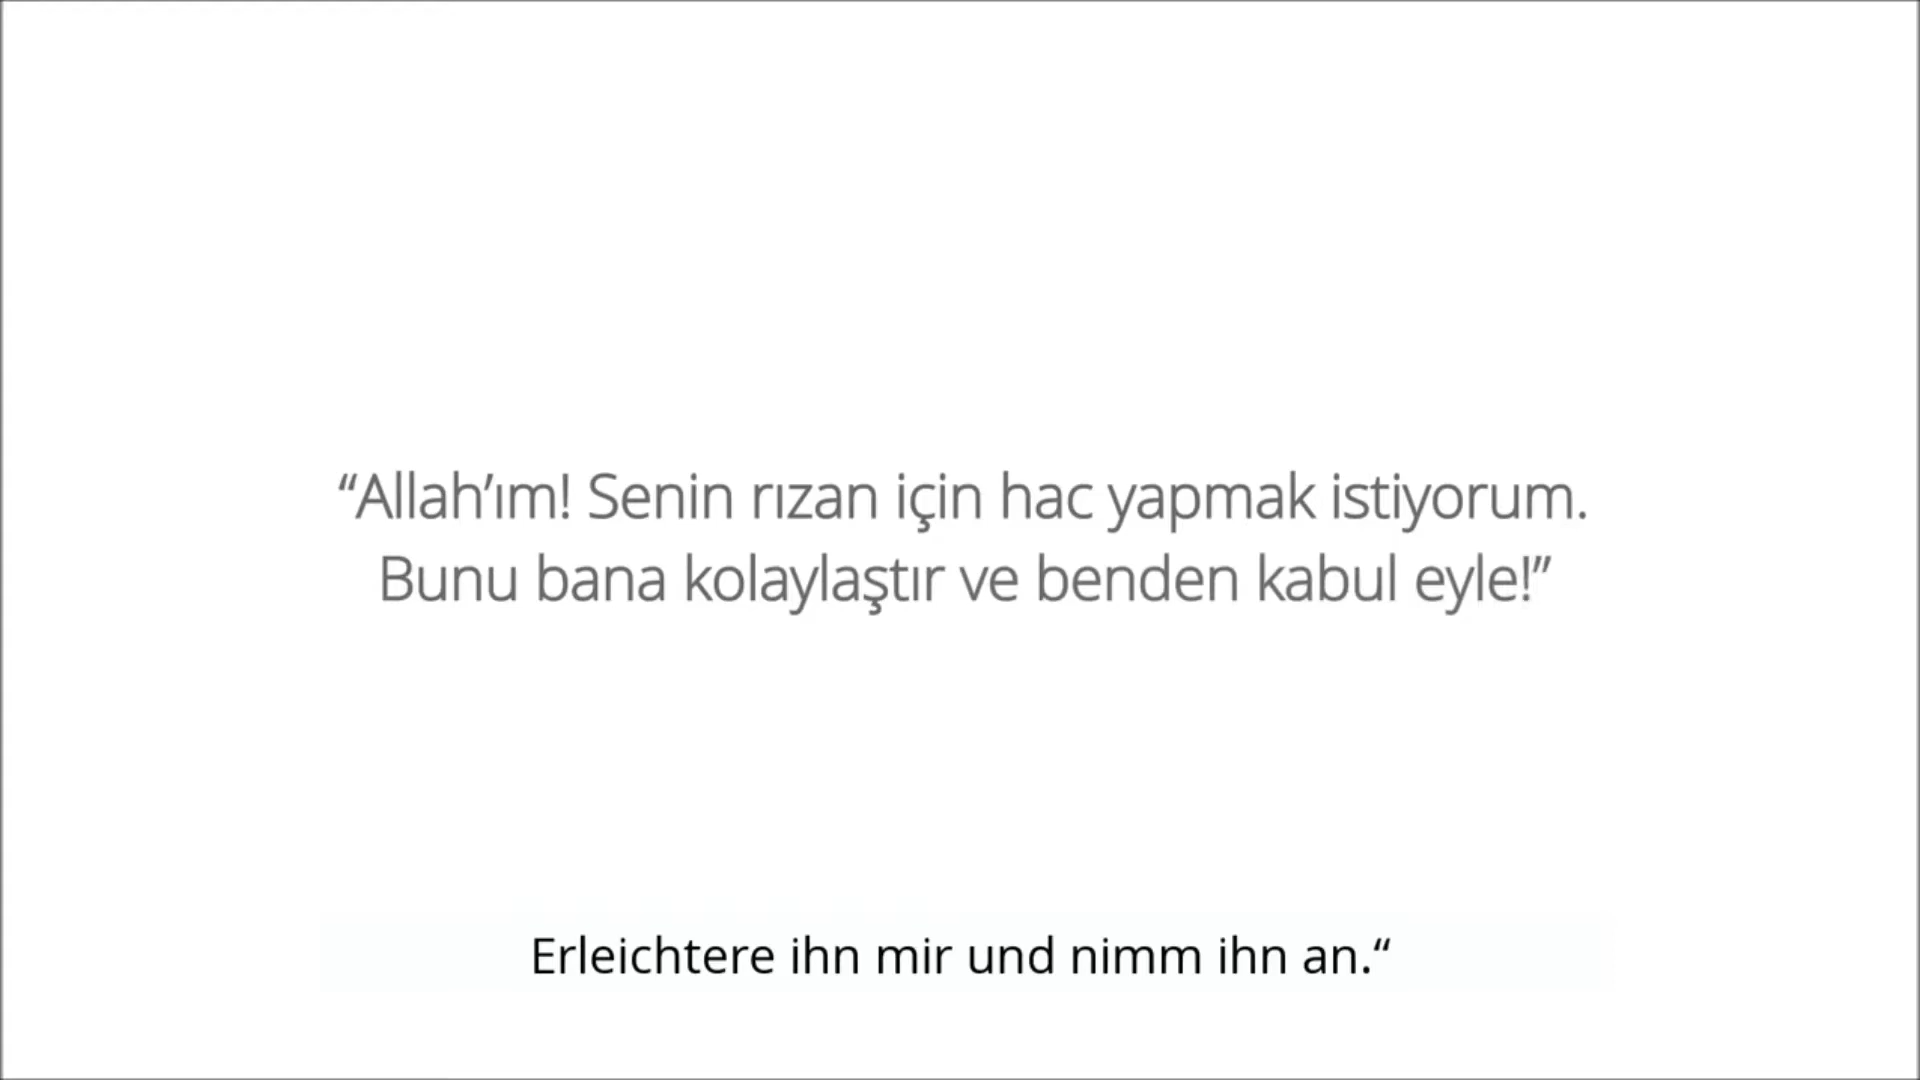 “Allah’ım! Senin rızan için hac yapmak istiyorum.
Bunu bana kolaylaştır ve benden kabul eyle!”
Erleichtere ihn mir und nimm ihn an.“